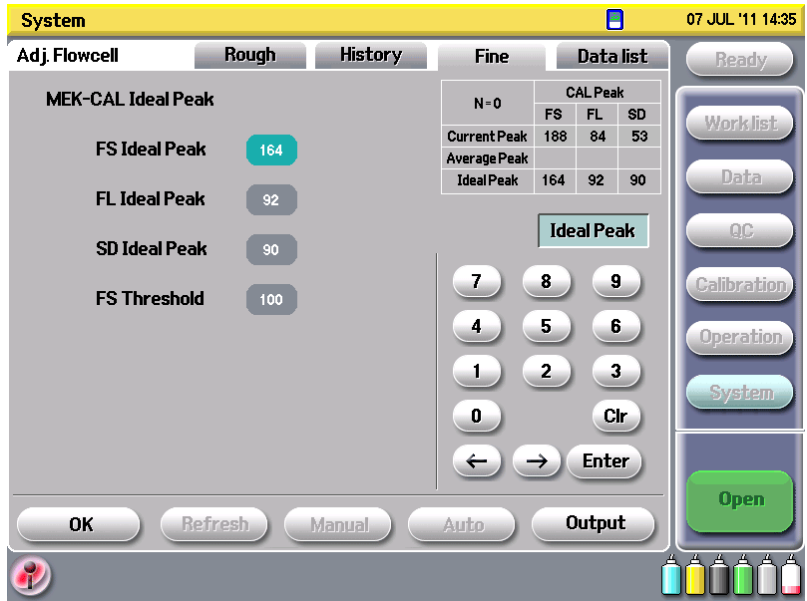 System
07 JUL '11 14:35
Adj. Flowcell
Rough
History
Fine
Data list
Ready
MEK-CAL Ideal Peak
FS Ideal Peak 164
FL Ideal Peak 92
SD Ideal Peak 90
FS Threshold 100
N=0 CAL Peak
FS FL SD
Current Peak 188 84 53
Average Peak
Ideal Peak 164 92 90
Ideal Peak
7 8 9
4 5 6
1 2 3
0 Clr
← → Enter
Work list
Data
QC
Calibration
Operation
System
Open
OK
Refresh
Manual
Auto
Output